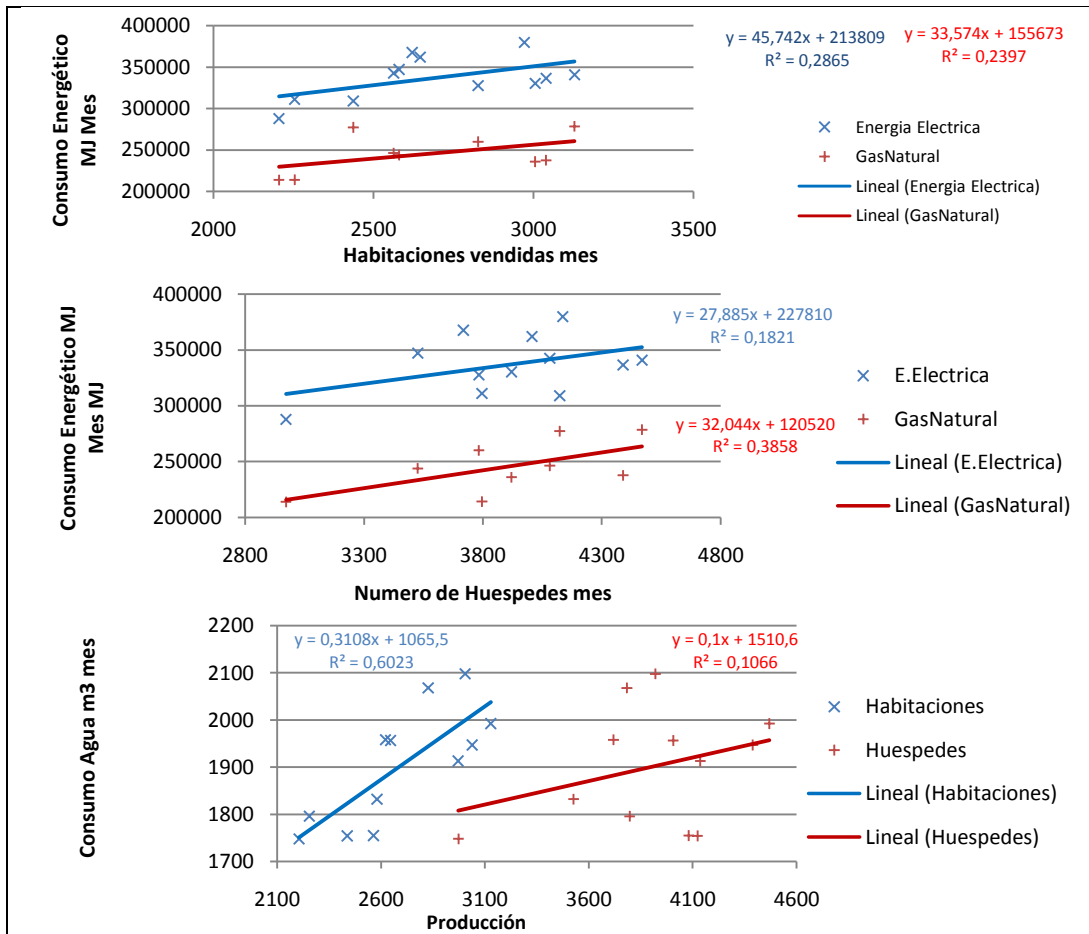 Consumo Energético
MJ Mes
400000
350000
300000
250000
200000
2000
2500
3000
3500
Habitaciones vendidas mes
y = 45,742x + 213809
R² = 0,2865
y = 33,574x + 155673
R² = 0,2397
Energia Electrica
GasNatural
Lineal (Energia Electrica)
Lineal (GasNatural)
Consumo Energético MJ
Mes MJ
400000
350000
300000
250000
200000
2800
3300
3800
4300
4800
Numero de Huespedes mes
y = 27,885x + 227810
R² = 0,1821
y = 32,044x + 120520
R² = 0,3858
E.Electrica
GasNatural
Lineal (E.Electrica)
Lineal (GasNatural)
Consumo Agua m3 mes
2200
2100
2000
1900
1800
1700
2100
2600
3100
3600
4100
4600
Producción
y = 0,3108x + 1065,5
R² = 0,6023
y = 0,1x + 1510,6
R² = 0,1066
Habitaciones
Huespedes
Lineal (Habitaciones)
Lineal (Huespedes)